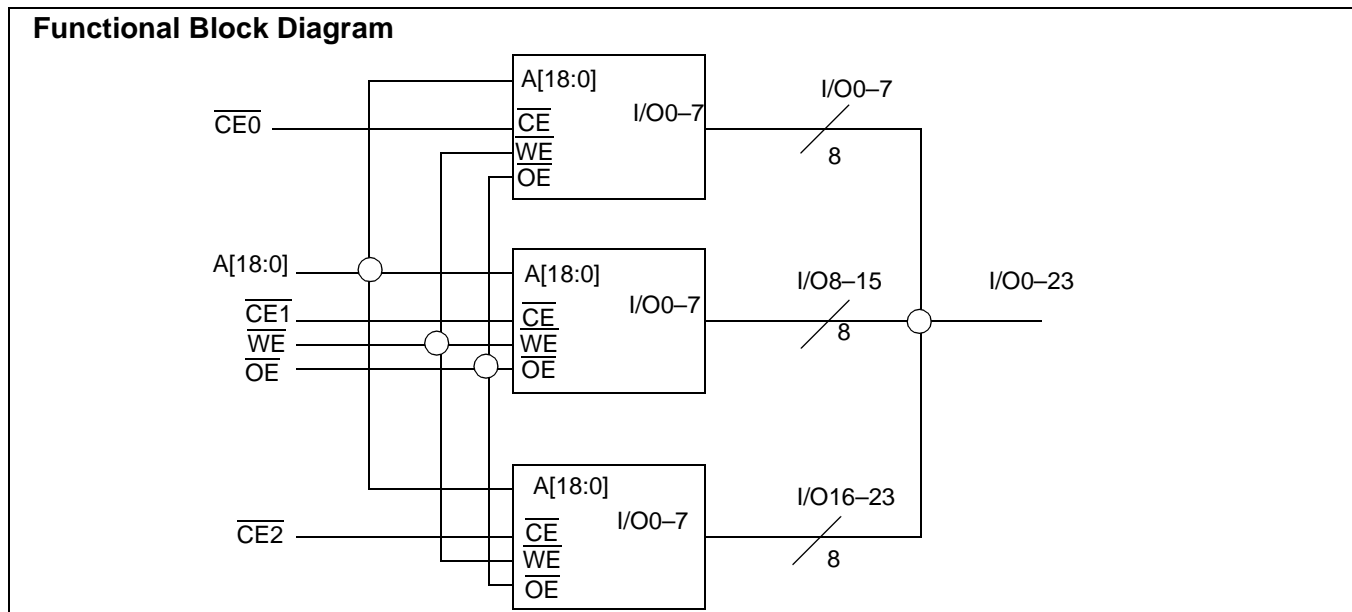 Functional Block Diagram
A[18:0]
I/O0–7
I/O0–7
CE0
CE
WE
8
OE
A[18:0]
A[18:0]
I/O8–15
I/O0–23
I/O0–7
CE1
CE
WE
WE
8
OE
OE
A[18:0]
I/O16–23
I/O0–7
CE2
CE
WE
8
OE